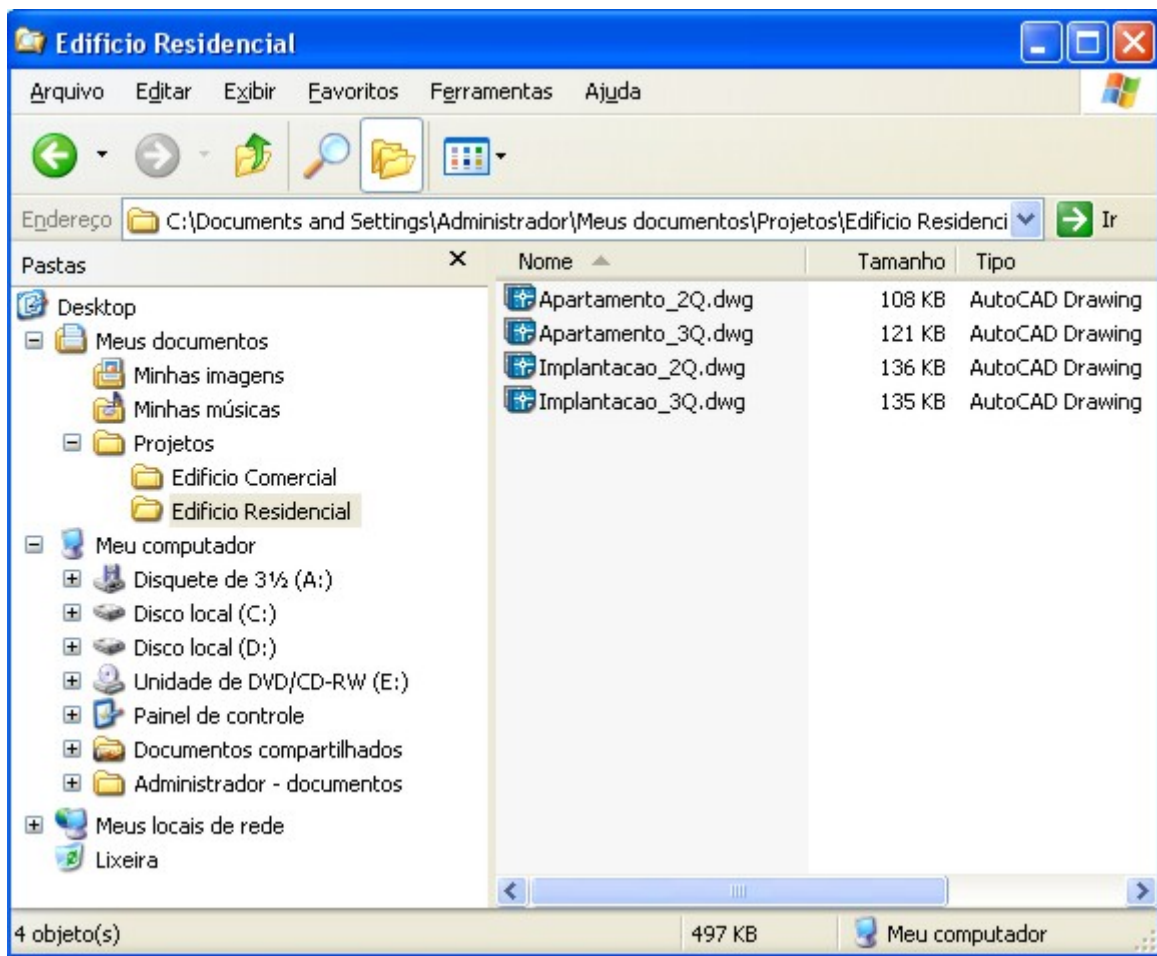 Edificio Residencial
Arquivo Editar Exibir Favoritos Ferramentas Ajuda
Endereço C:\Documents and Settings\Administrador\Meus documentos\Projetos\Edificio Residenci Ir
Pastas
Desktop
Meus documentos
Minhas imagens
Minhas músicas
Projetos
Edificio Comercial
Edificio Residencial
Meu computador
Disquete de 3½ (A:)
Disco local (C:)
Disco local (D:)
Unidade de DVD/CD-RW (E:)
Painel de controle
Documentos compartilhados
Administrador - documentos
Meus locais de rede
Lixeira
Nome Tamanho Tipo
Apartamento_2Q.dwg 108 KB AutoCAD Drawing
Apartamento_3Q.dwg 121 KB AutoCAD Drawing
Implantacao_2Q.dwg 136 KB AutoCAD Drawing
Implantacao_3Q.dwg 135 KB AutoCAD Drawing
4 objeto(s) 497 KB Meu computador